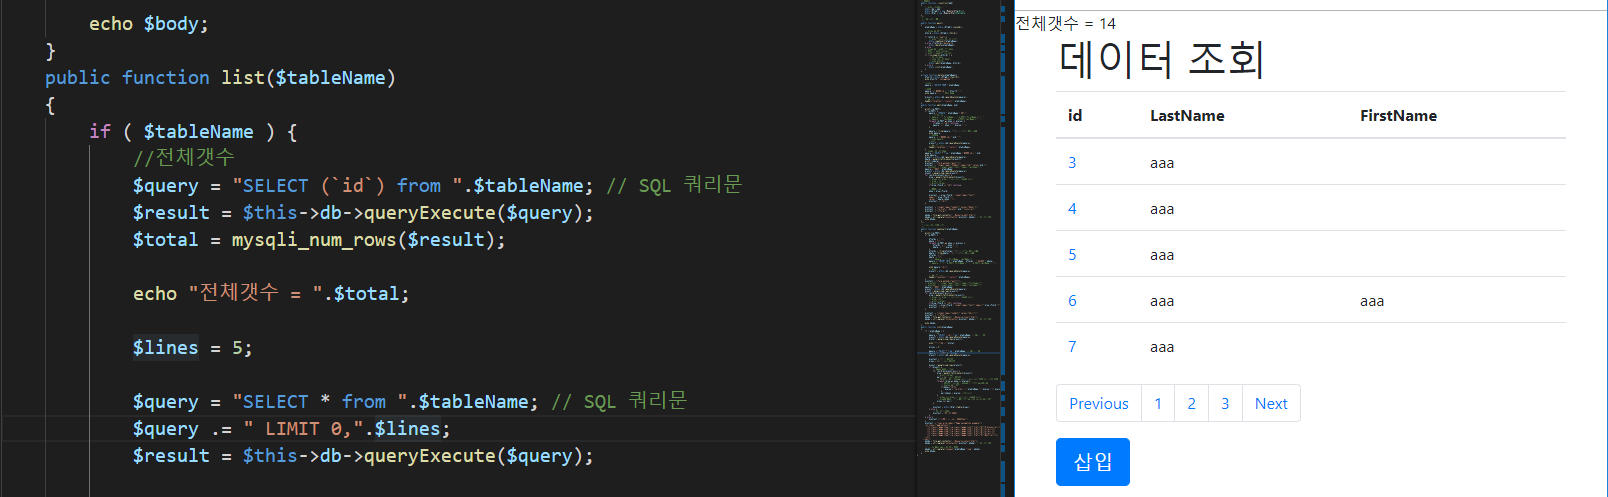 echo $body;
}
public function list($tableName)
{
if ( $tableName ) {
//전체갯수
$query = "SELECT (`id`) from ".$tableName; // SQL 쿼리문
$result = $this->db->queryExecute($query);
$total = mysqli_num_rows($result);
echo "전체갯수 = ".$total;
$lines = 5;
$query = "SELECT * from ".$tableName; // SQL 쿼리문
$query .= " LIMIT 0,".$lines;
$result = $this->db->queryExecute($query);
전체갯수 = 14
데이터 조회
id LastName FirstName
3 aaa
4 aaa
5 aaa
6 aaa aaa
7 aaa
Previous 1 2 3 Next
삽입